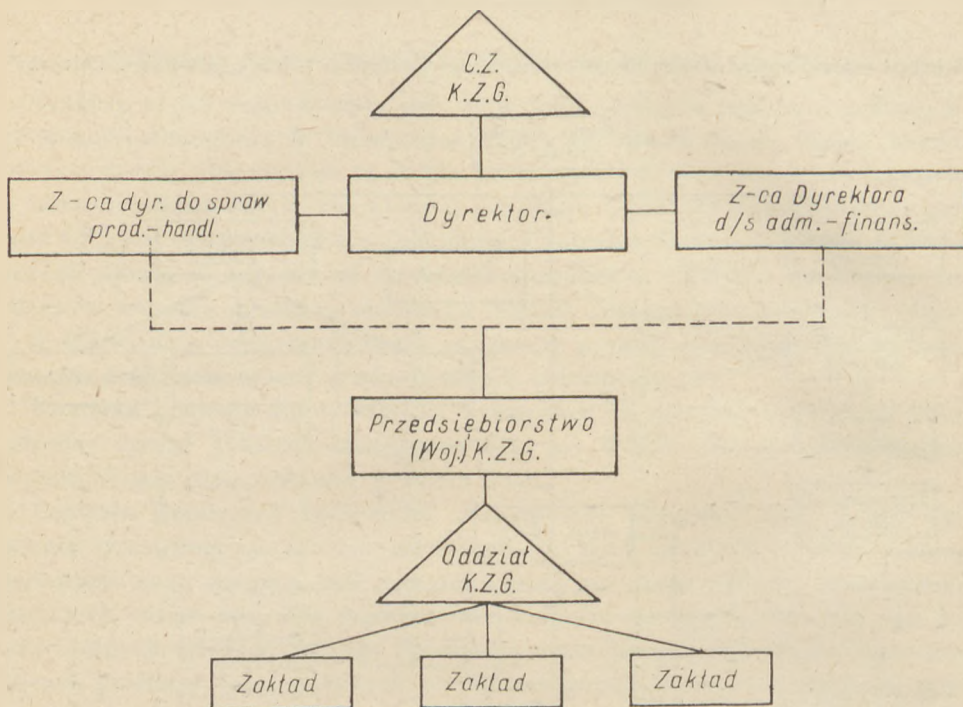 C.Z.
K.Z.G.
Z-ca dyr. do spraw
prod.-handl.
Dyrektor.
Z-ca Dyrektora
d/s adm.-finans.
Przedsiębiorstwo
(Woj.) K.Z.G.
Oddział
K.Z.G.
Zakład
Zakład
Zakład